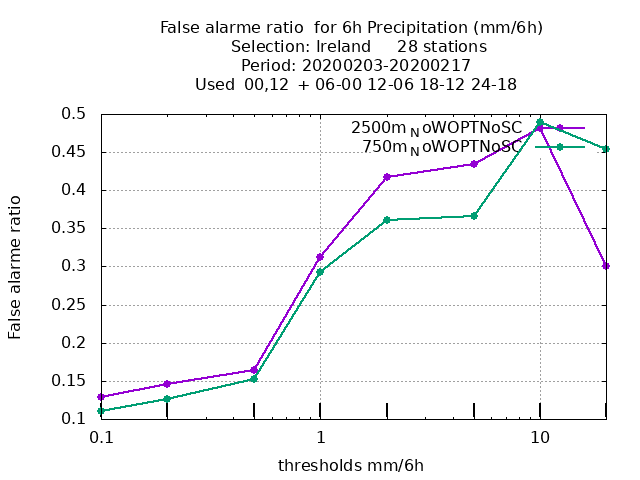 False alarme ratio  for 6h Precipitation (mm/6h)
Selection: Ireland     28 stations
Period: 20200203-20200217
Used  00,12  + 06-00 12-06 18-12 24-18
0.5
2500mNoWOPTNoSC
750mNoWOPTNoSC
0.45
0.4
0.35
0.3
0.25
0.2
0.15
0.1
False alarme ratio
0.1 1 10
thresholds mm/6h